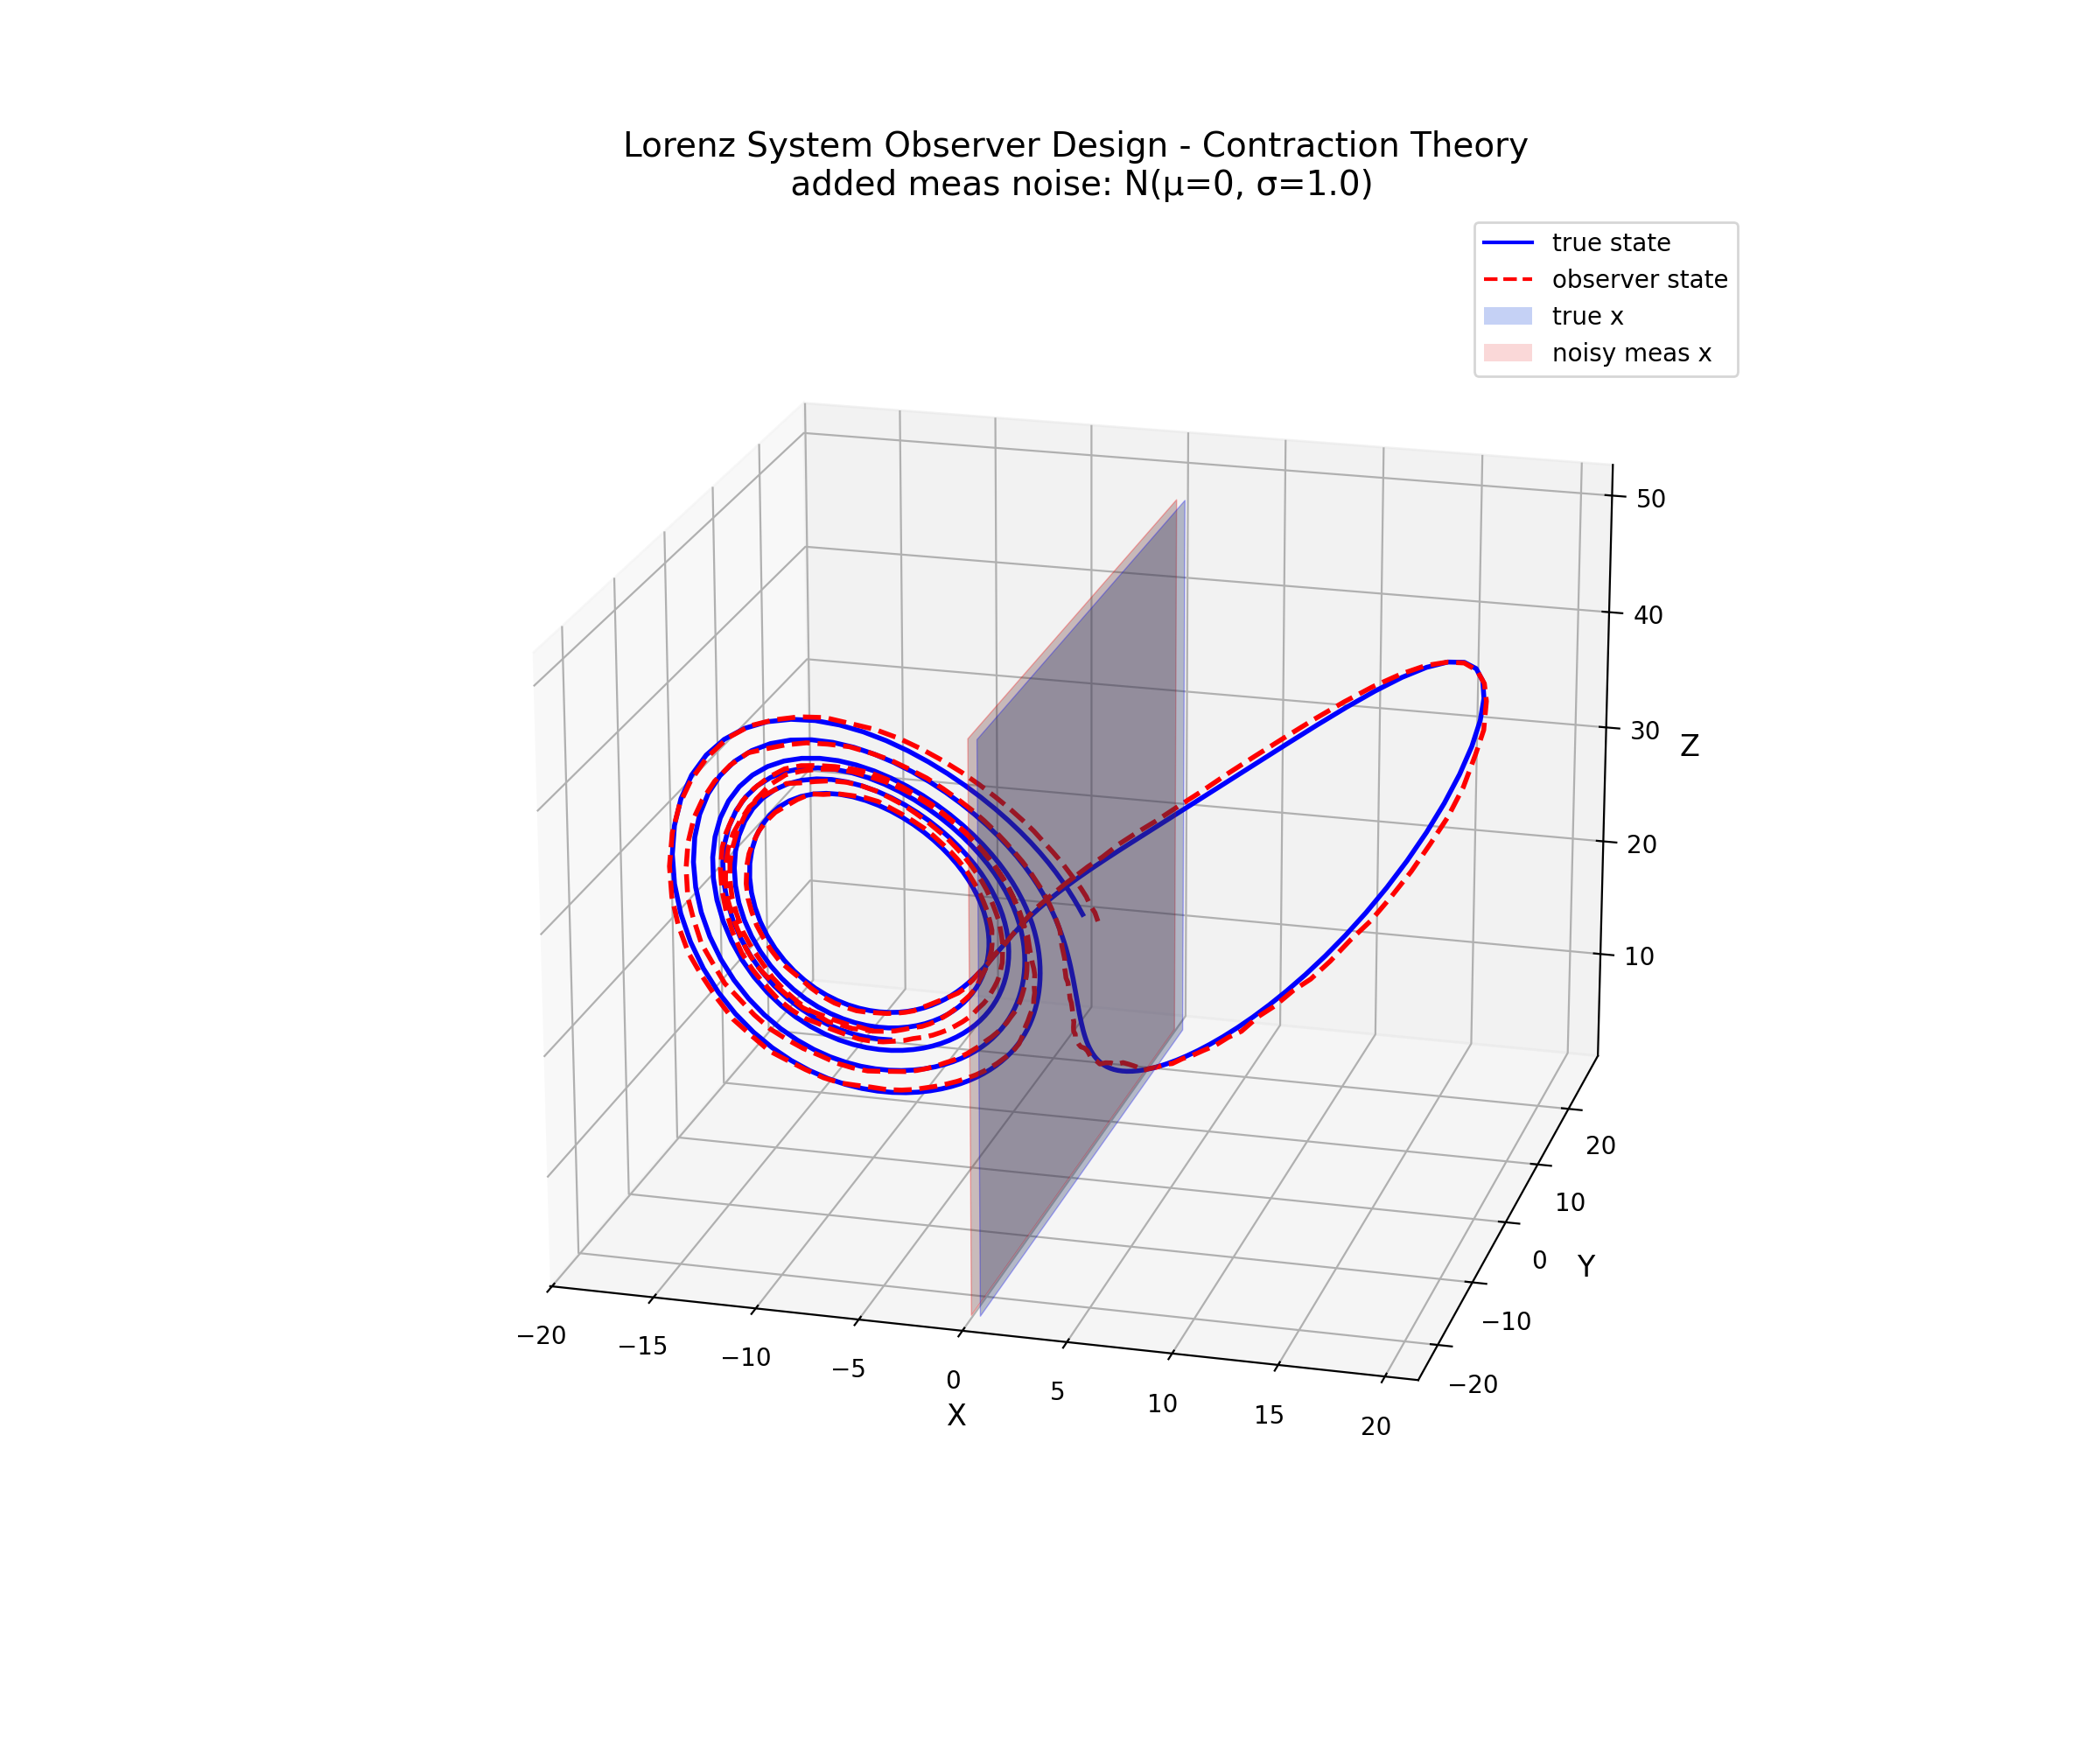 Lorenz System Observer Design - Contraction Theory
added meas noise: N(μ=0, σ=1.0)
true state
observer state
true x
noisy meas x
50
40
30
20
10
Z
20
10
0
−10
−20
Y
−20
−15
−10
−5
0
5
10
15
20
X